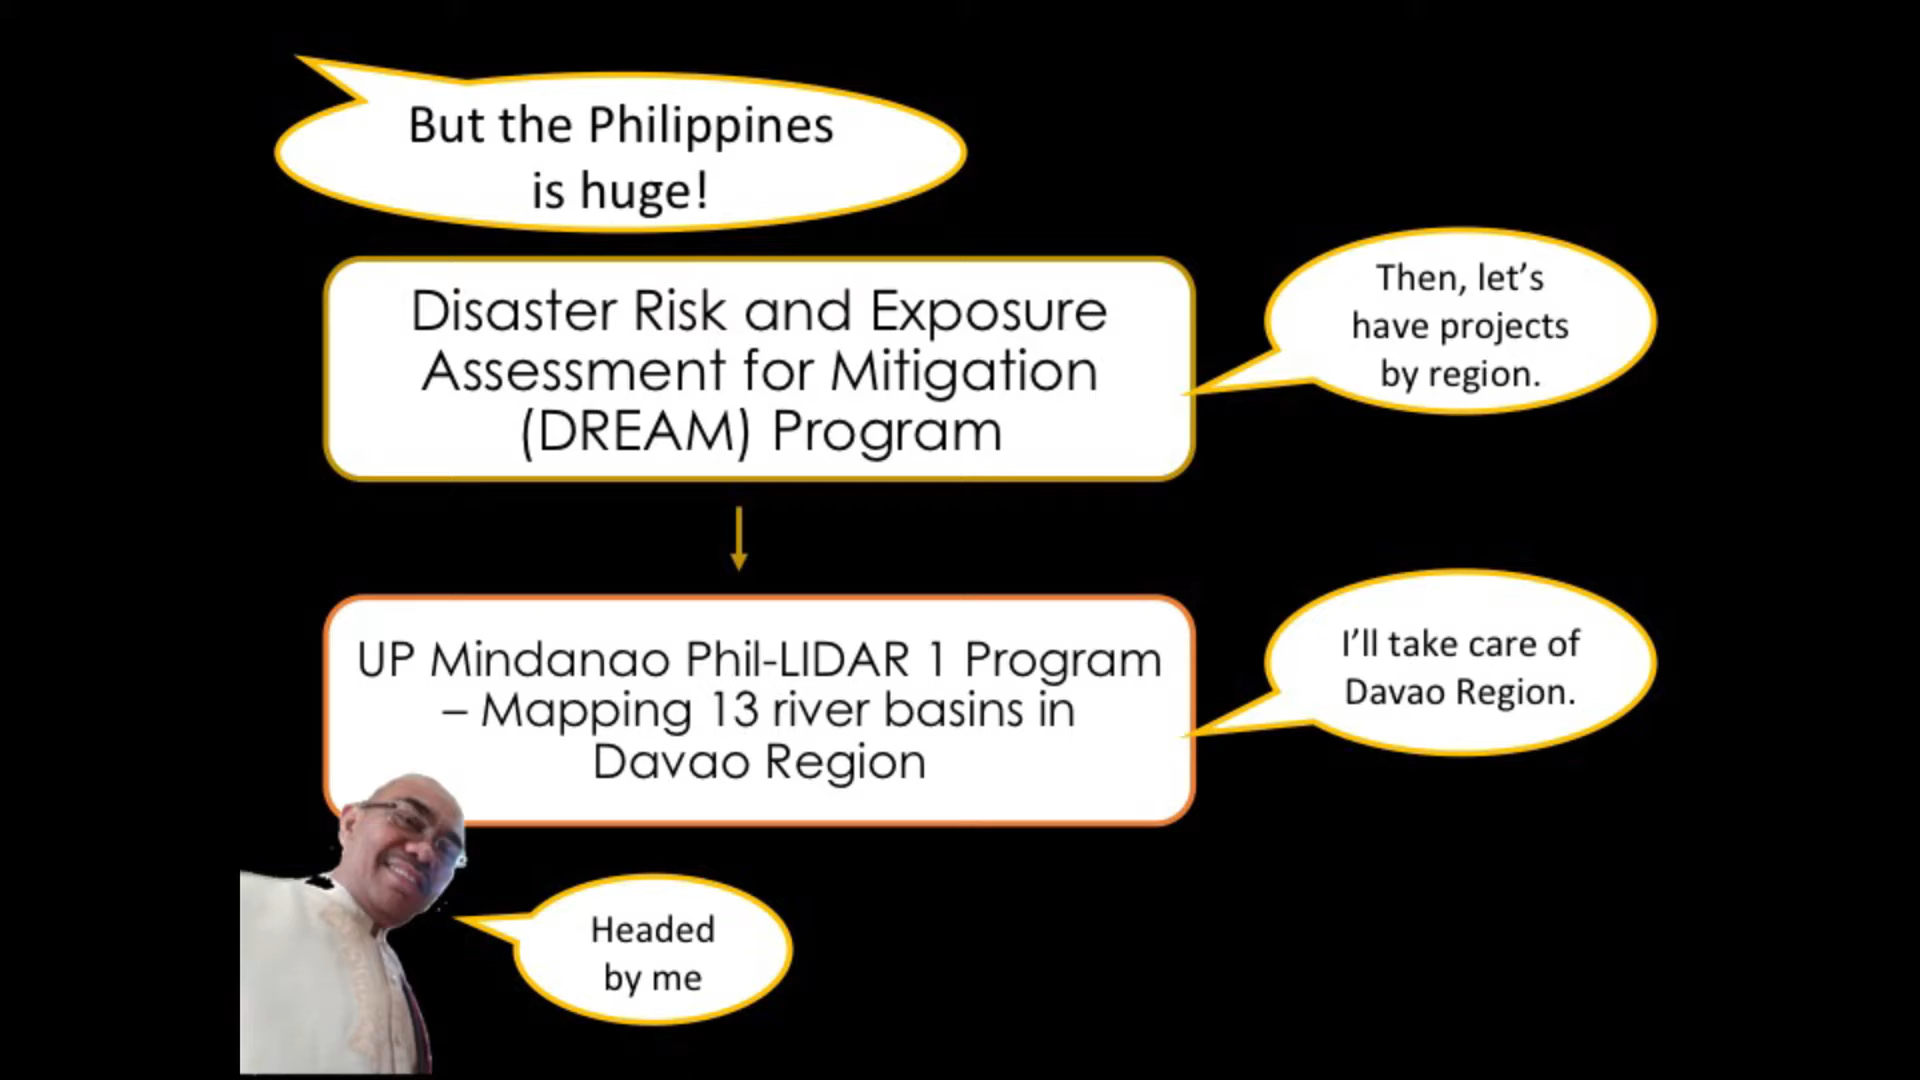 But the Philippines
is huge!
Disaster Risk and Exposure
Assessment for Mitigation
(DREAM) Program
Then, let’s
have projects
by region.
UP Mindanao Phil-LIDAR 1 Program
– Mapping 13 river basins in
Davao Region
I’ll take care of
Davao Region.
Headed
by me